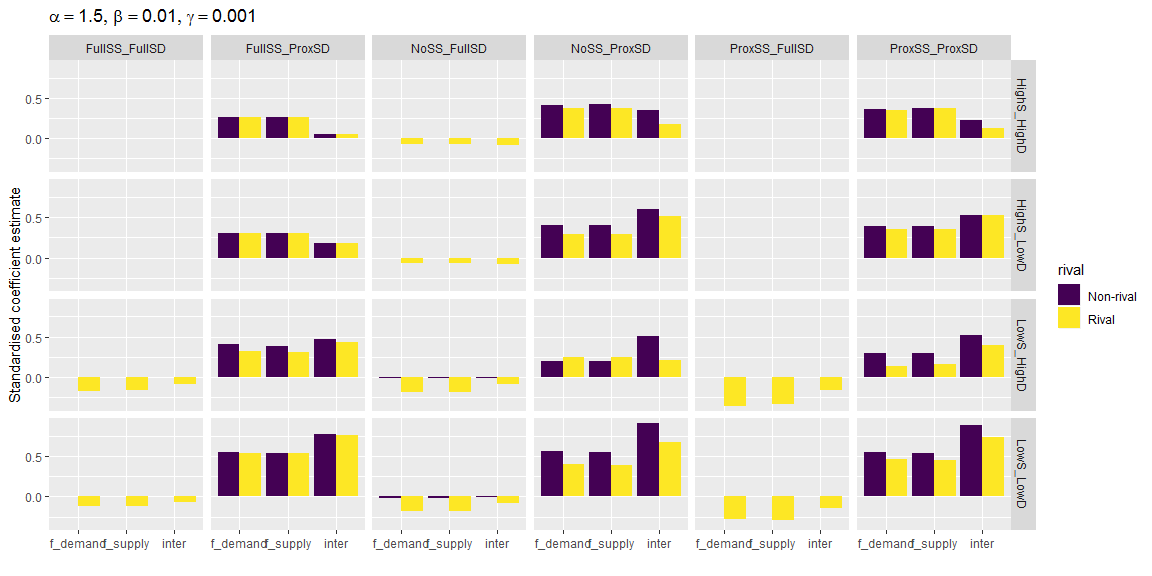 α = 1.5, β = 0.01, γ = 0.001
FullSS_FullSD FullSS_ProxSD NoSS_FullSD NoSS_ProxSD ProxSS_FullSD ProxSS_ProxSD
Standardised coefficient estimate
0.5
0.0
HighS_HighD
0.5
0.0
HighS_LowD
0.5
0.0
LowS_HighD
0.5
0.0
LowS_LowD
f_demand f_supply inter f_demand f_supply inter f_demand f_supply inter f_demand f_supply inter f_demand f_supply inter f_demand f_supply inter
rival
Non-rival
Rival